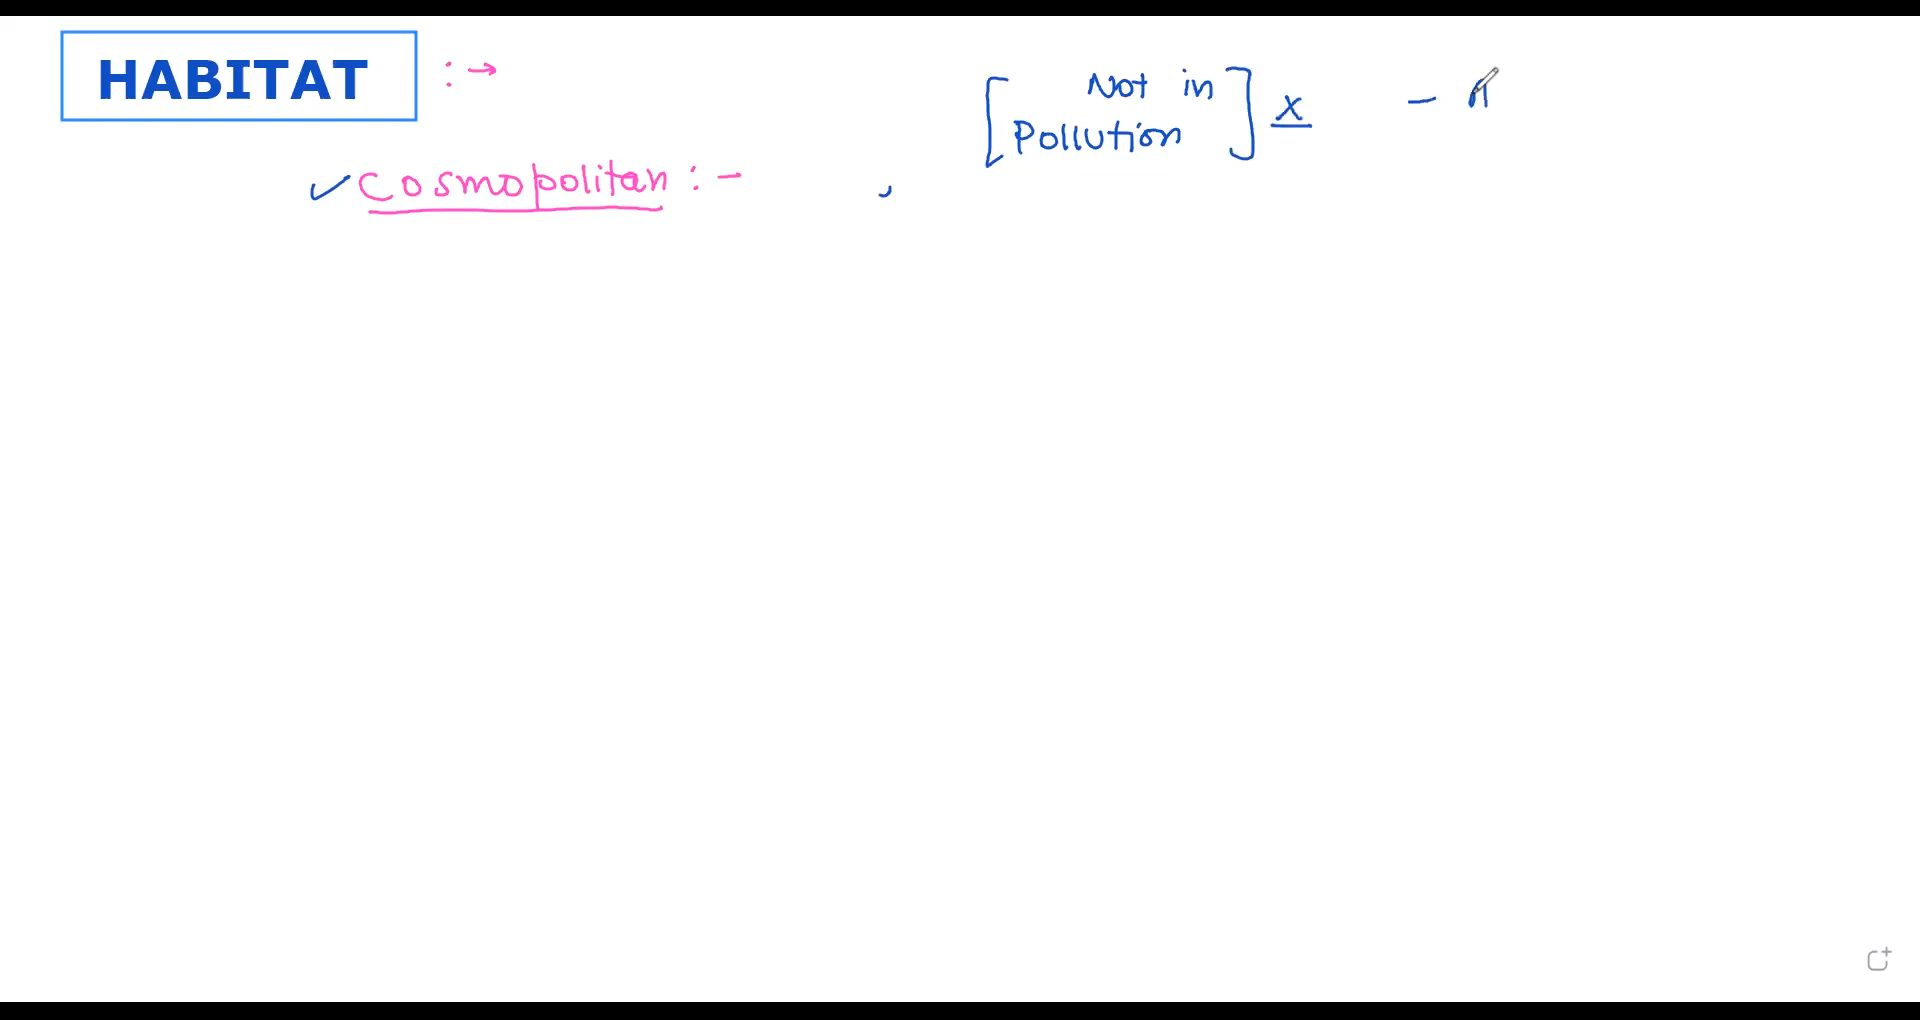 HABITAT :→
Not in
Pollution ] x -
✓ Cosmopolitan :- ,